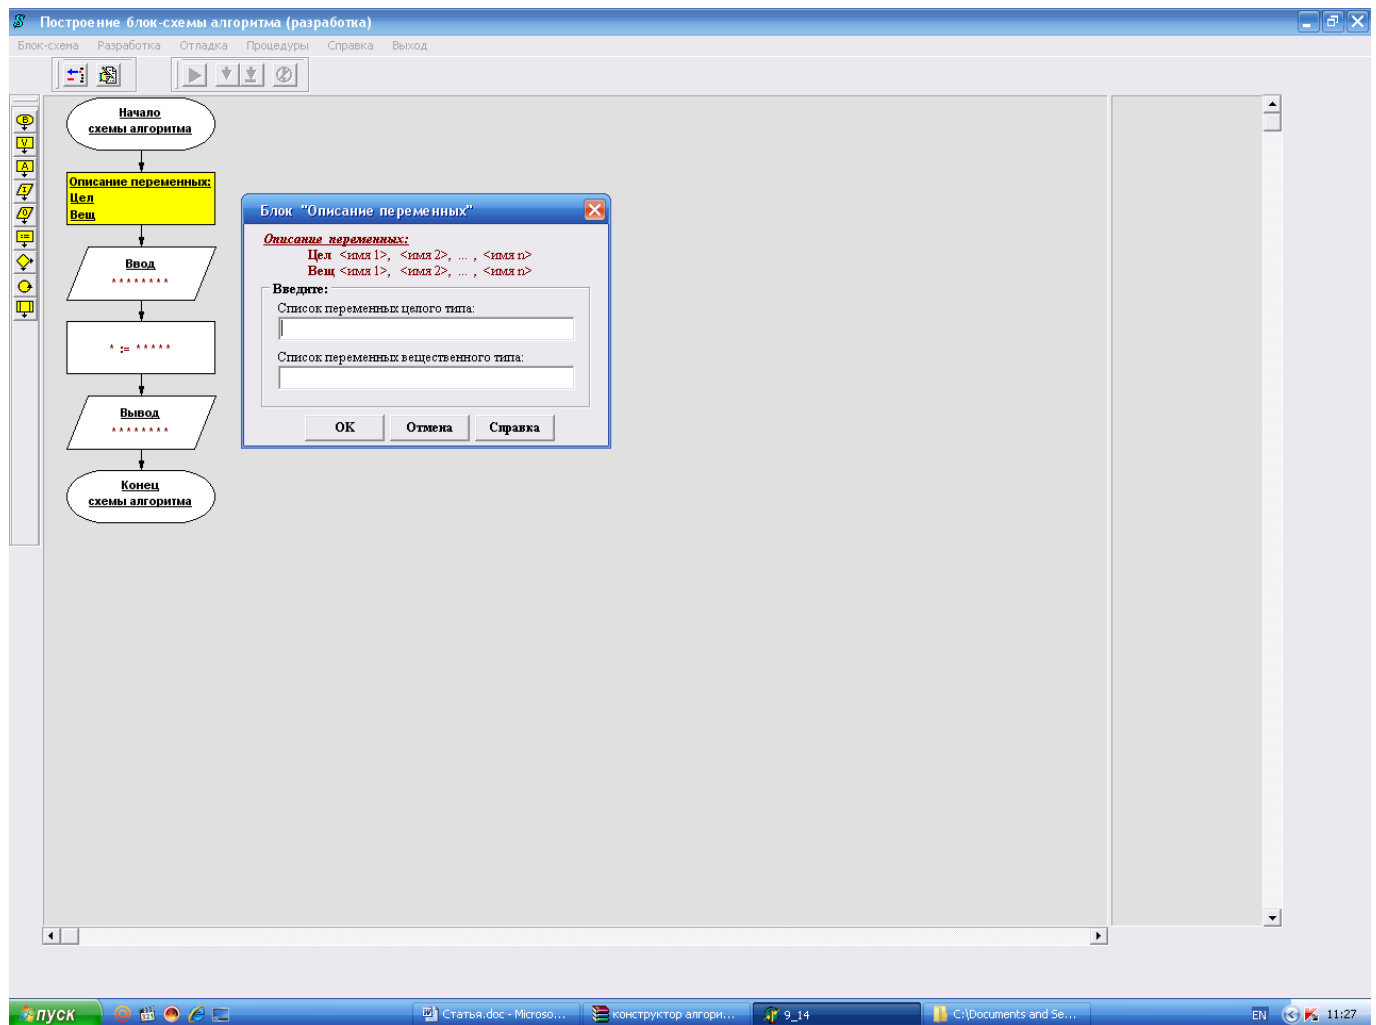 Построение блок-схемы алгоритма (разработка)
Блок-схема Разработка Отладка Процедуры Справка Выход
Начало
схемы алгоритма
Описание переменных:
Цел
Вещ
Ввод
* * * * * * * *
* := * * * * *
Вывод
* * * * * * * *
Конец
схемы алгоритма
B
V
A
I
O
:=
Блок "Описание переменных"
Описание переменных:
Цел <имя 1>, <имя 2>, ... , <имя n>
Вещ <имя 1>, <имя 2>, ... , <имя n>
Введите:
Список переменных целого типа:
Список переменных вещественного типа:
OK Отмена Справка
пуск
Статья.doc - Microso...
конструктор алгори...
9_14
C:\Documents and Se...
EN
11:27